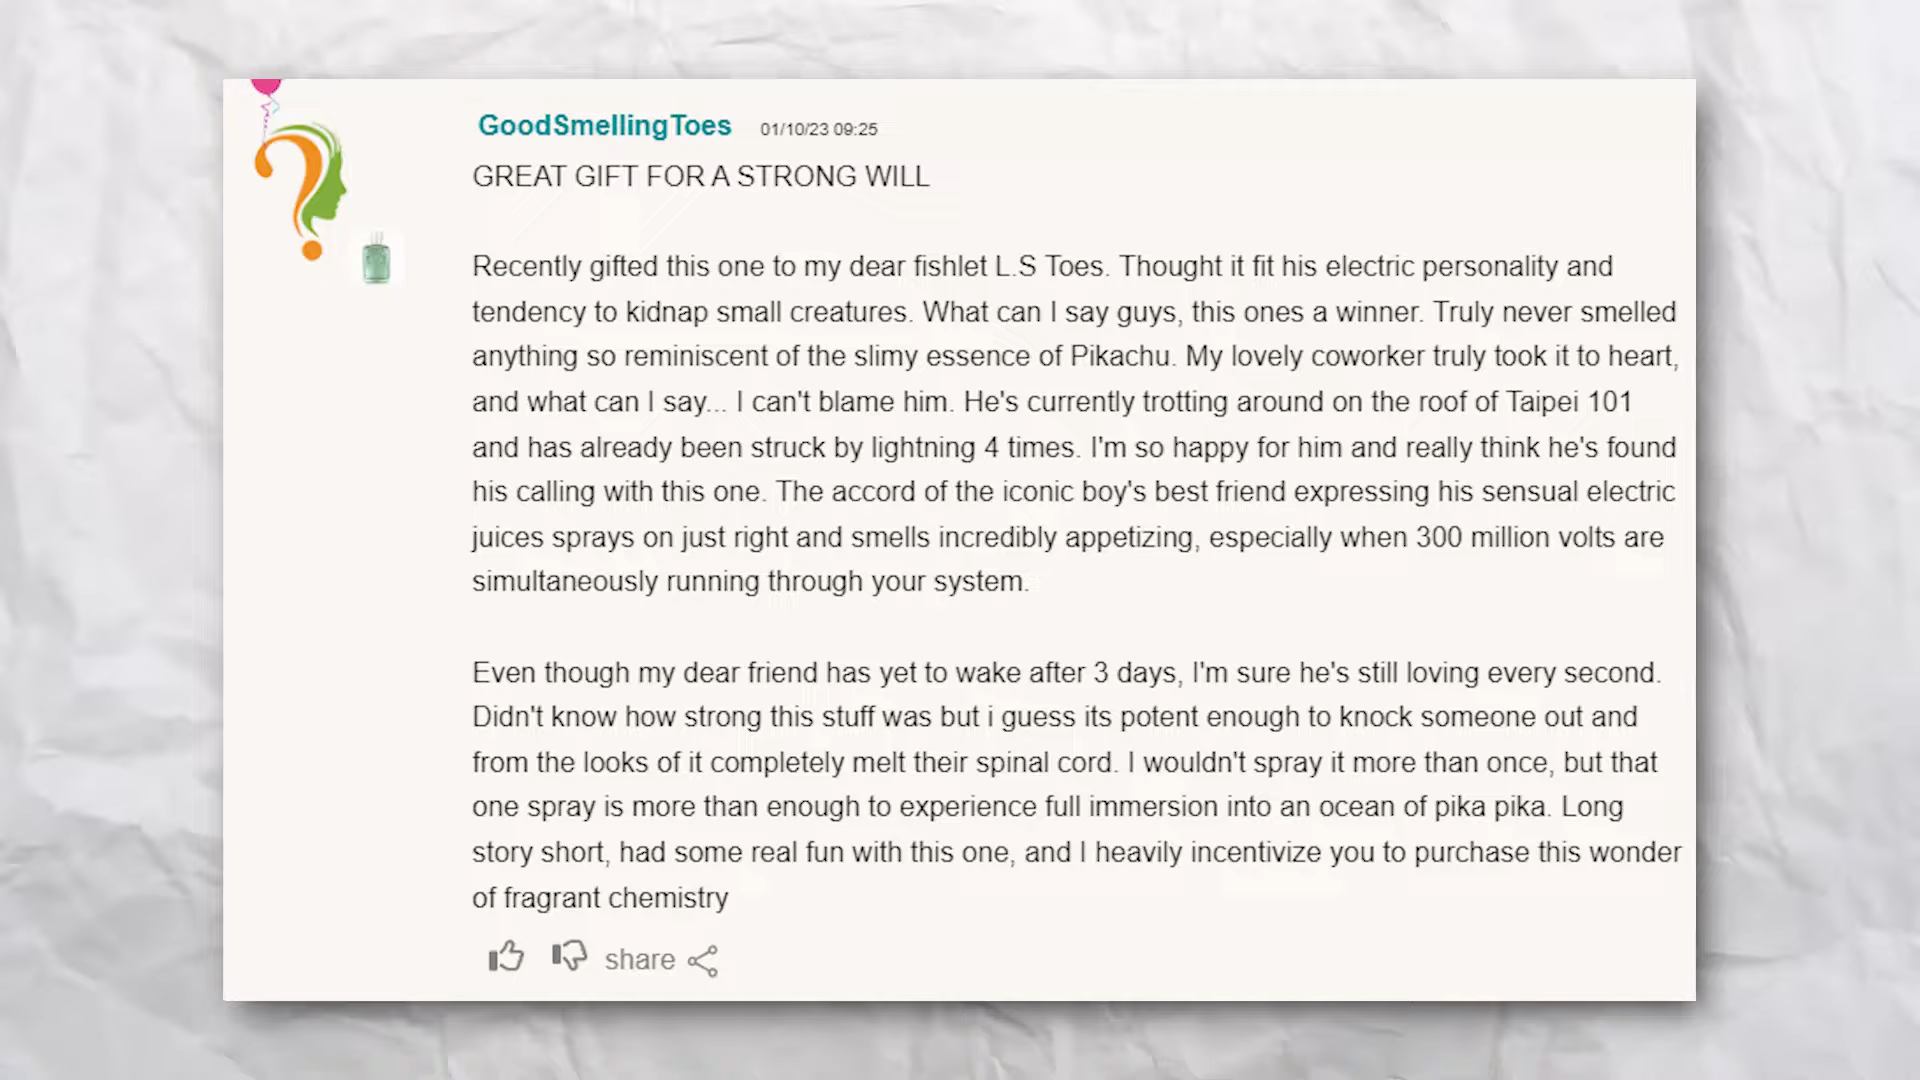 GoodSmellingToes 01/10/23 09:25
GREAT GIFT FOR A STRONG WILL
Recently gifted this one to my dear fishlet L.S Toes. Thought it fit his electric personality and
tendency to kidnap small creatures. What can I say guys, this ones a winner. Truly never smelled
anything so reminiscent of the slimy essence of Pikachu. My lovely coworker truly took it to heart,
and what can I say... I can't blame him. He's currently trotting around on the roof of Taipei 101
and has already been struck by lightning 4 times. I'm so happy for him and really think he's found
his calling with this one. The accord of the iconic boy's best friend expressing his sensual electric
juices sprays on just right and smells incredibly appetizing, especially when 300 million volts are
simultaneously running through your system.
Even though my dear friend has yet to wake after 3 days, I'm sure he's still loving every second.
Didn't know how strong this stuff was but i guess its potent enough to knock someone out and
from the looks of it completely melt their spinal cord. I wouldn't spray it more than once, but that
one spray is more than enough to experience full immersion into an ocean of pika pika. Long
story short, had some real fun with this one, and I heavily incentivize you to purchase this wonder
of fragrant chemistry
share